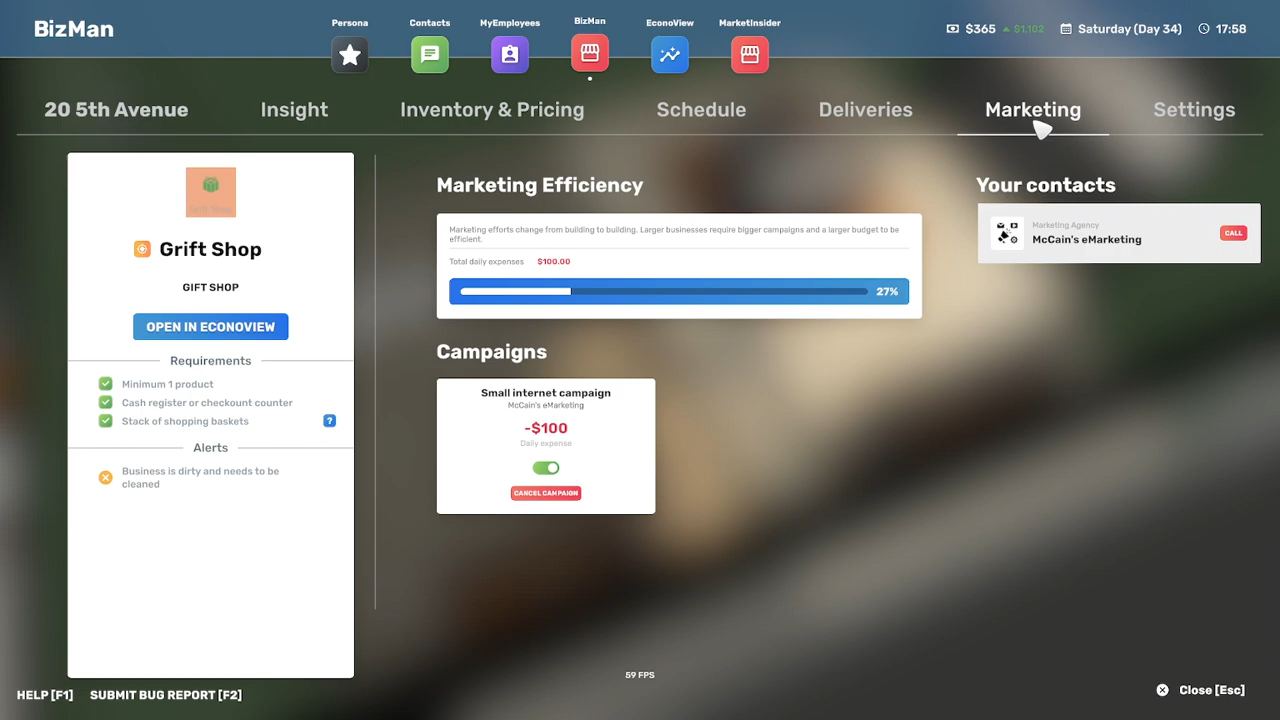 BizMan
Persona
Contacts
MyEmployees
BizMan
EconoView
MarketInsider
$365 $1,102 Saturday (Day 34) 17:58
20 5th Avenue Insight Inventory & Pricing Schedule Deliveries Marketing Settings
Gift Shop
Grift Shop
GIFT SHOP
OPEN IN ECONOVIEW
Requirements
Minimum 1 product
Cash register or checkount counter
Stack of shopping baskets ?
Alerts
Business is dirty and needs to be
cleaned
Marketing Efficiency
Marketing efforts change from building to building. Larger businesses require bigger campaigns and a larger budget to be
efficient.
Total daily expenses $100.00
27%
Campaigns
Small internet campaign
McCain's eMarketing
-$100
Daily expense
CANCEL CAMPAIGN
Your contacts
Marketing Agency
McCain's eMarketing
CALL
59 FPS
HELP [F1] SUBMIT BUG REPORT [F2]
Close [Esc]